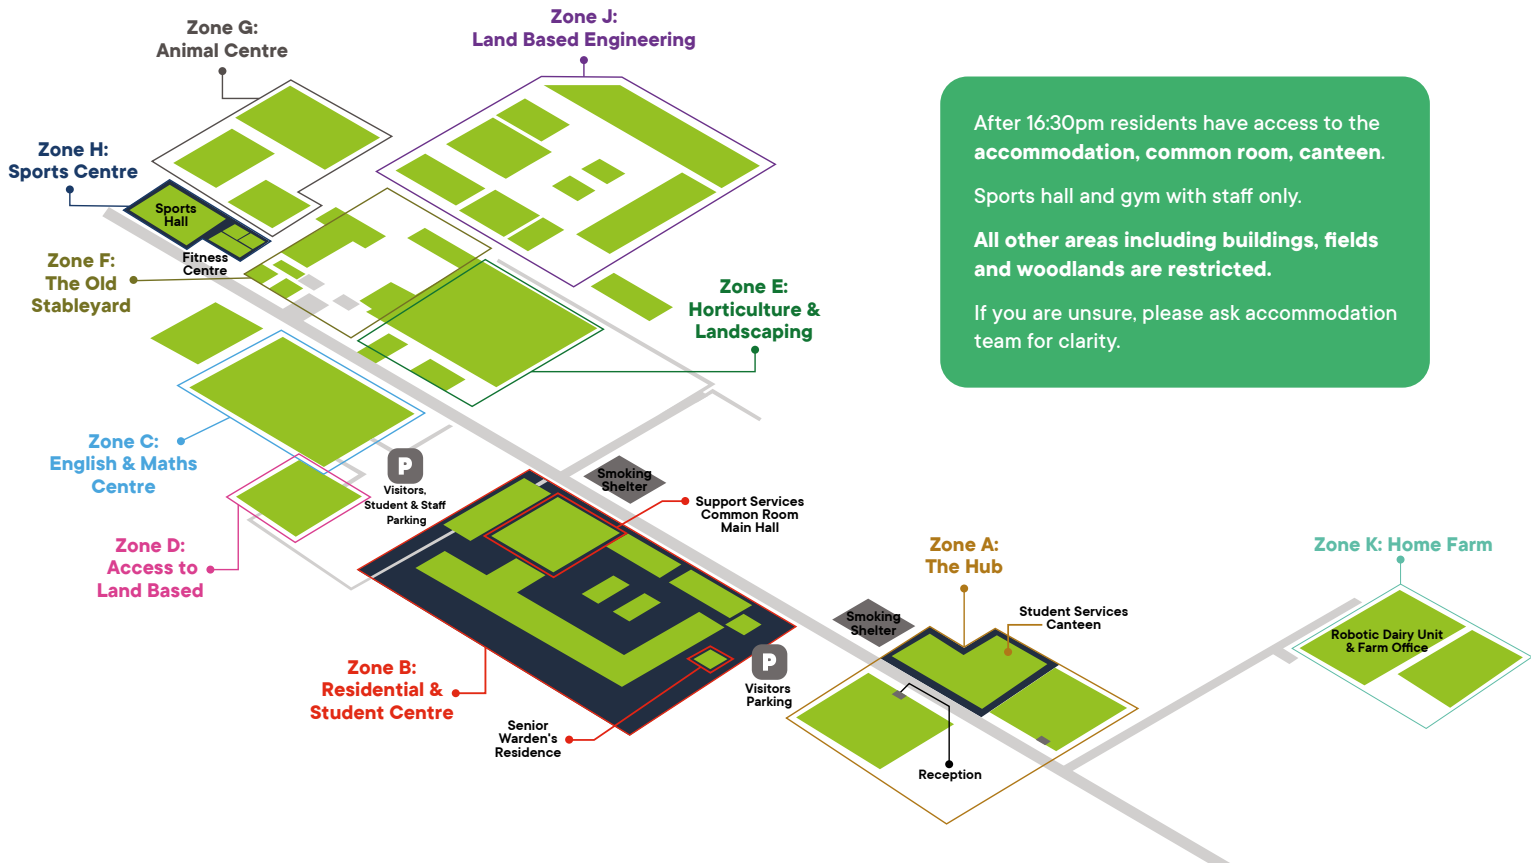 Zone G:
Animal Centre
Zone J:
Land Based Engineering
Zone H:
Sports Centre
Sports
Hall
Fitness
Centre
Zone F:
The Old
Stableyard
Zone E:
Horticulture &
Landscaping
After 16:30pm residents have access to the
accommodation, common room, canteen.
Sports hall and gym with staff only.
All other areas including buildings, fields
and woodlands are restricted.
If you are unsure, please ask accommodation
team for clarity.
Zone C:
English & Maths
Centre
P
Visitors,
Student & Staff
Parking
Smoking
Shelter
Support Services
Common Room
Main Hall
Zone D:
Access to
Land Based
Zone A:
The Hub
Zone K: Home Farm
Smoking
Shelter
Student Services
Canteen
Robotic Dairy Unit
& Farm Office
Zone B:
Residential &
Student Centre
P
Visitors
Parking
Senior
Warden's
Residence
Reception